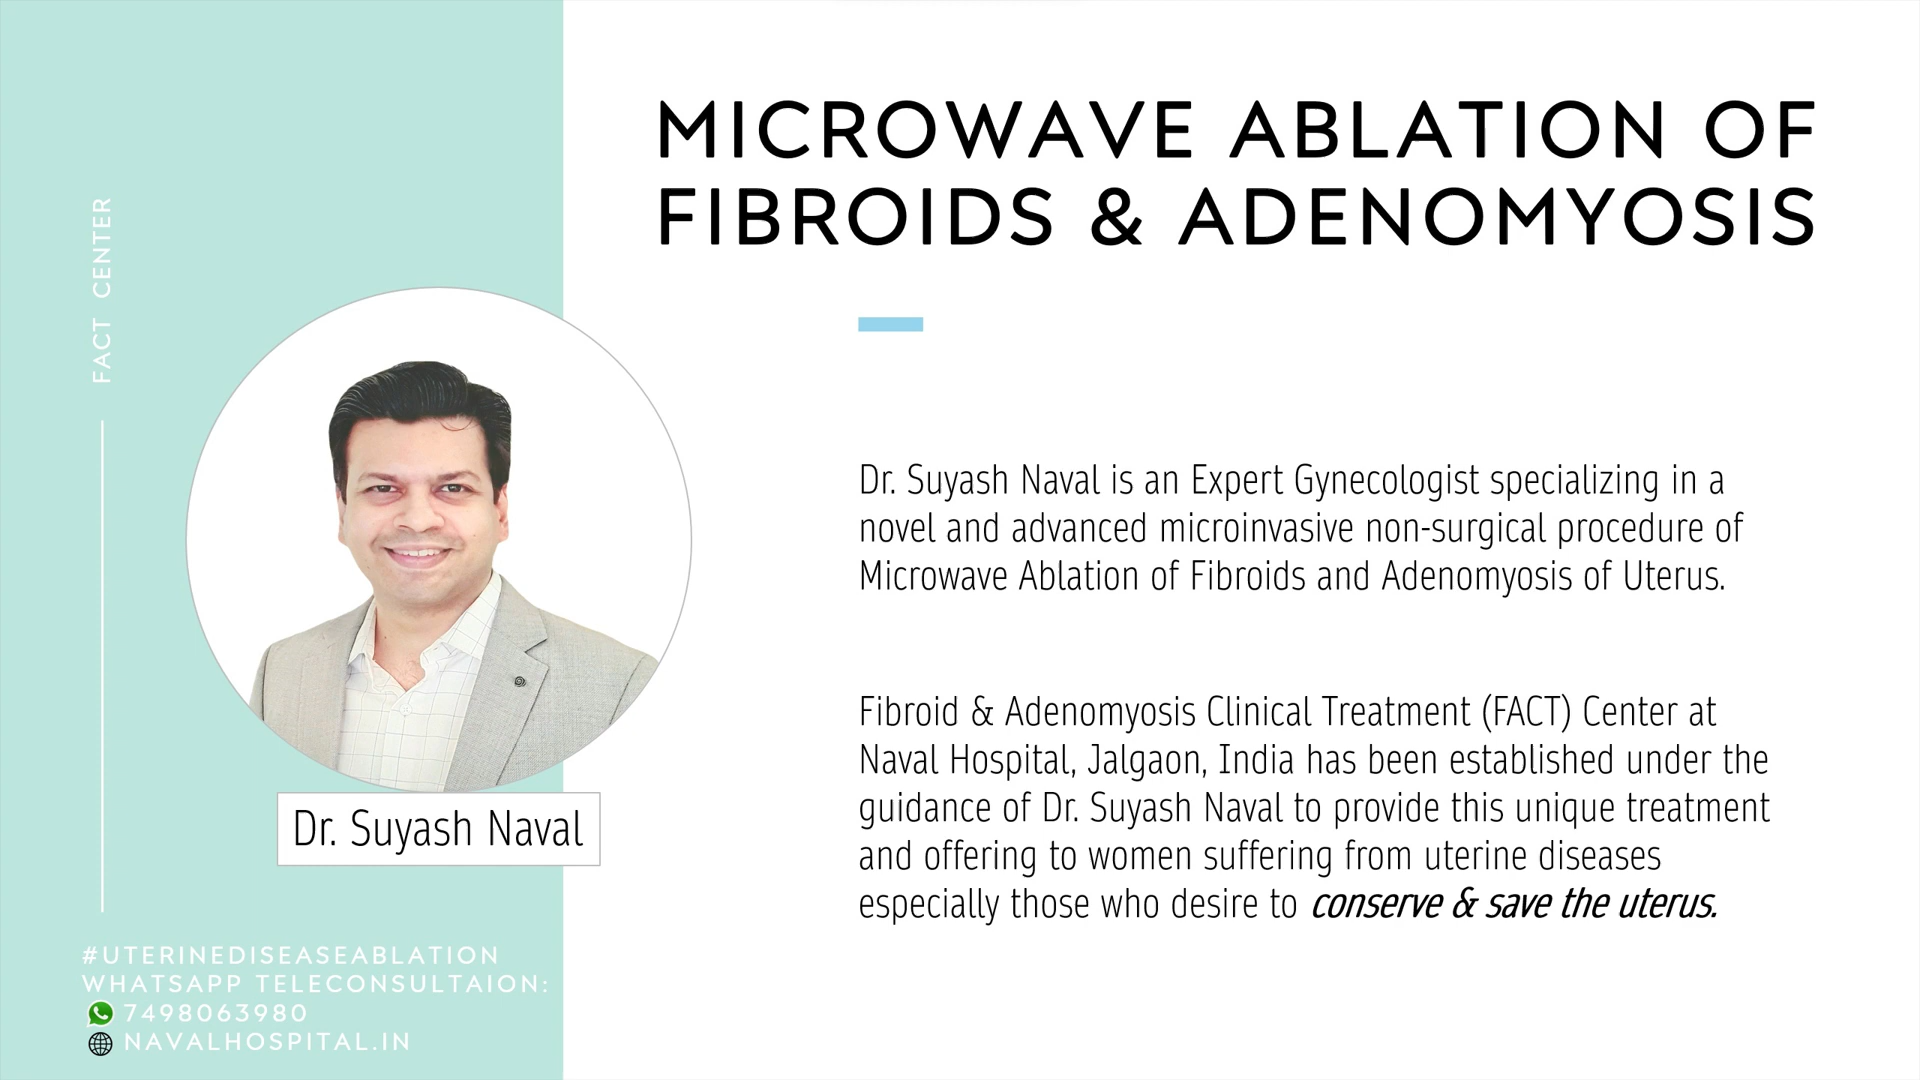 MICROWAVE ABLATION OF
FIBROIDS & ADENOMYOSIS
FACT CENTER
Dr. Suyash Naval is an Expert Gynecologist specializing in a
novel and advanced microinvasive non-surgical procedure of
Microwave Ablation of Fibroids and Adenomyosis of Uterus.
Fibroid & Adenomyosis Clinical Treatment (FACT) Center at
Naval Hospital, Jalgaon, India has been established under the
guidance of Dr. Suyash Naval to provide this unique treatment
and offering to women suffering from uterine diseases
especially those who desire to conserve & save the uterus.
Dr. Suyash Naval
#UTERINEDISEASEABLATION
WHATSAPP TELECONSULTAION:
7498063980
NAVALHOSPITAL.IN